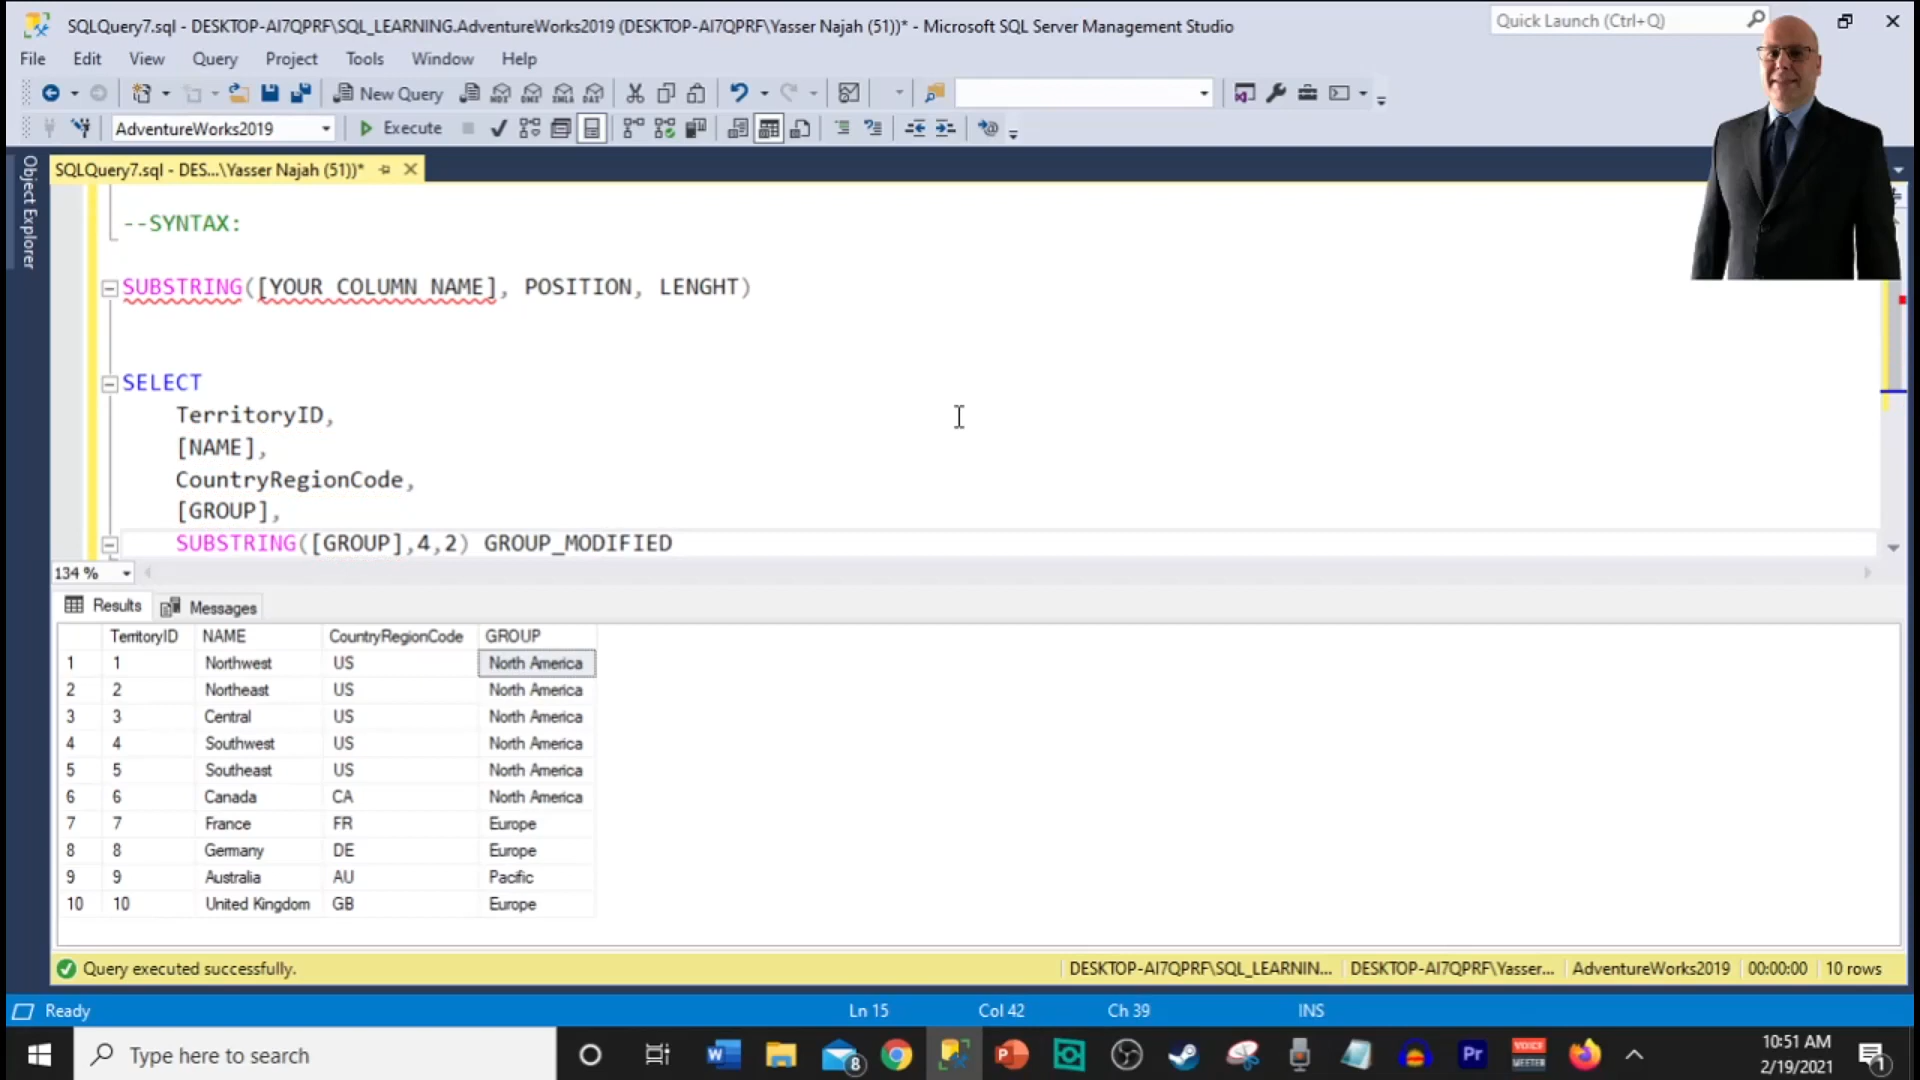 SQLQuery7.sql - DESKTOP-AI7QPRF\SQL_LEARNING.AdventureWorks2019 (DESKTOP-AI7QPRF\Yasser Najah (51))* - Microsoft SQL Server Management Studio
Quick Launch (Ctrl+Q)
File Edit View Query Project Tools Window Help
New Query
AdventureWorks2019
Execute
Object Explorer
SQLQuery7.sql - DES...\Yasser Najah (51))*
--SYNTAX:
SUBSTRING([YOUR COLUMN NAME], POSITION, LENGHT)
SELECT
TerritoryID,
[NAME],
CountryRegionCode,
[GROUP],
SUBSTRING([GROUP],4,2) GROUP_MODIFIED
134 %
Results Messages
TerritoryID NAME CountryRegionCode GROUP
1 1 Northwest US North America
2 2 Northeast US North America
3 3 Central US North America
4 4 Southwest US North America
5 5 Southeast US North America
6 6 Canada CA North America
7 7 France FR Europe
8 8 Germany DE Europe
9 9 Australia AU Pacific
10 10 United Kingdom GB Europe
Query executed successfully.
DESKTOP-AI7QPRF\SQL_LEARNIN... DESKTOP-AI7QPRF\Yasser... AdventureWorks2019 00:00:00 10 rows
Ready Ln 15 Col 42 Ch 39 INS
Type here to search
8
Pr
VOICE
MEETER
10:51 AM
2/19/2021
1